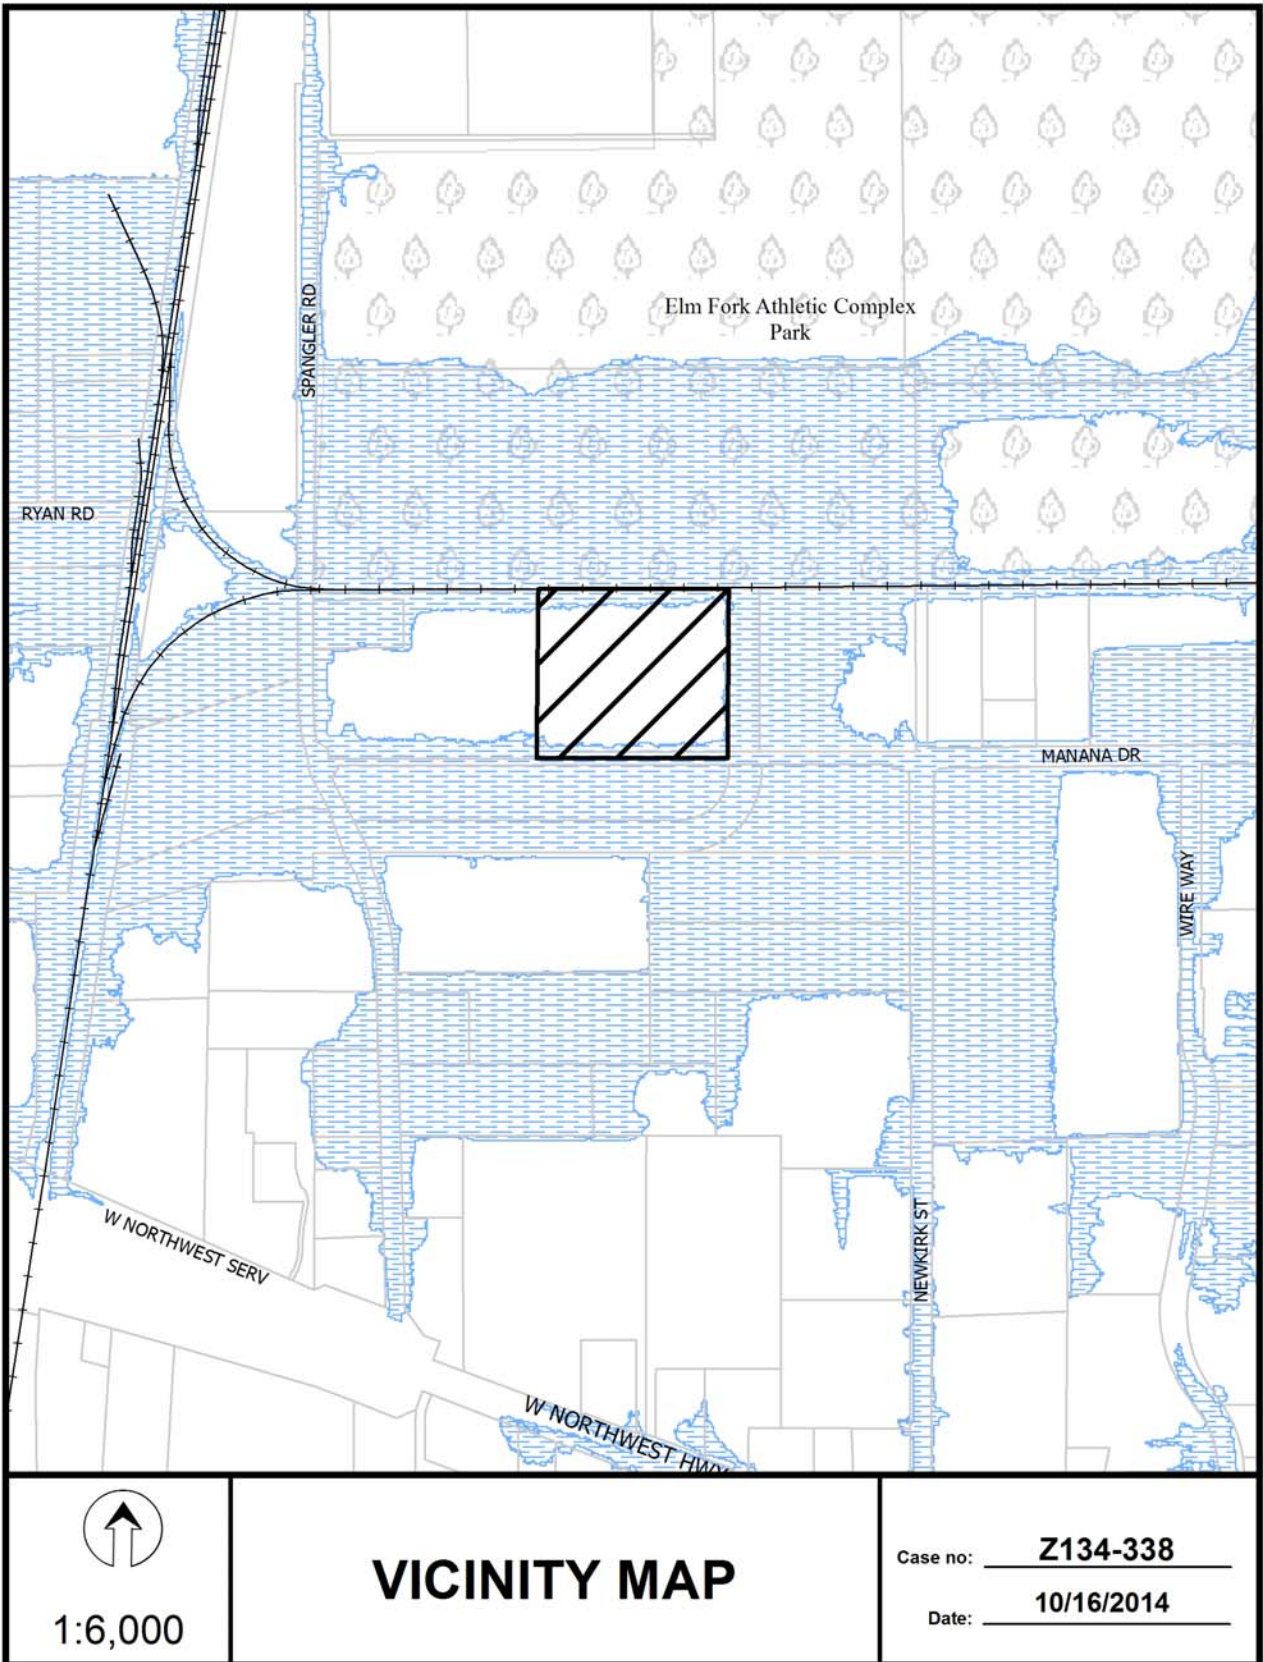 SPANGLER RD
Elm Fork Athletic Complex
Park
RYAN RD
MANANA DR
WIRE WAY
NEWKIRK ST
W NORTHWEST SERV
W NORTHWEST HWY
1:6,000
VICINITY MAP
Case no: Z134-338
Date: 10/16/2014